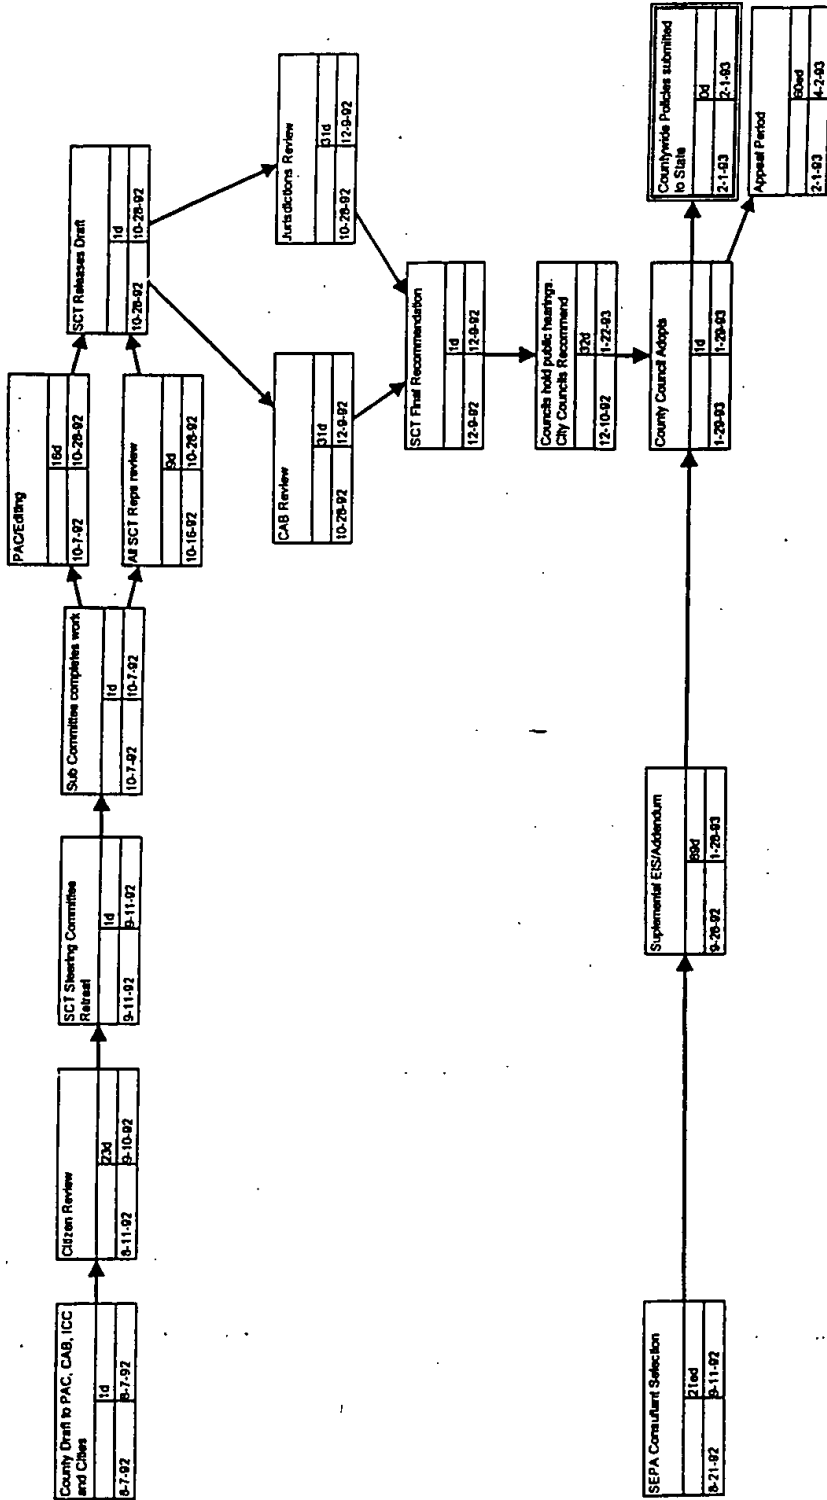 County Draft to PAC, CAB, ICC
and Cities
1d
8-7-92 8-7-92
Citizen Review
23d
8-11-92 9-10-92
SCT Steering Committee
Retreat
1d
9-11-92 9-11-92
Sub Committee completes work
1d
10-7-92 10-7-92
PAC/Editing
16d
10-7-92 10-28-92
All SCT Reps review
9d
10-16-92 10-28-92
SCT Releases Draft
1d
10-28-92 10-28-92
CAB Review
31d
10-28-92 12-9-92
Jurisdictions Review
31d
10-28-92 12-9-92
SCT Final Recommendation
1d
12-9-92 12-9-92
Councils hold public hearings.
City Councils Recommend
32d
12-10-92 1-22-93
SEPA Consultant Selection
21ed
8-21-92 9-11-92
Suplemental EIS/Addendum
89d
9-28-92 1-28-93
County Council Adopts
1d
1-29-93 1-29-93
Countywide Policies submitted
to State
0d
2-1-93 2-1-93
Appeal Period
60ed
2-1-93 4-2-93